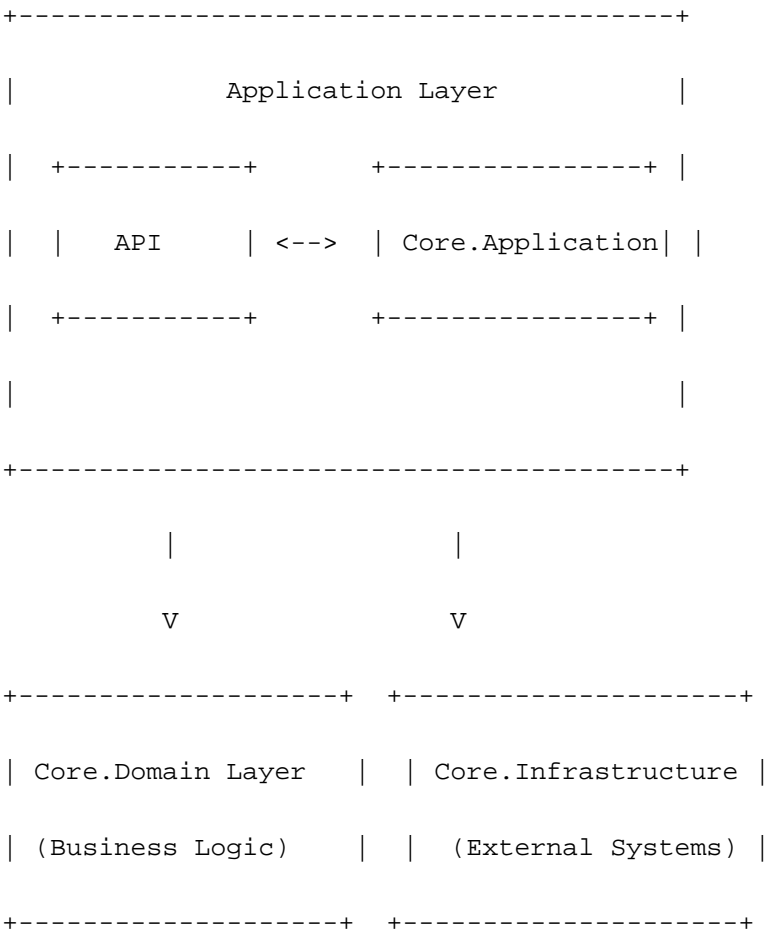 +-----------------------------------------+
|             Application Layer           |
|  +-----------+       +----------------+ |
|  |   API     | <-->  | Core.Application| |
|  +-----------+       +----------------+ |
|                                         |
+-----------------------------------------+
          |                 |
          V                 V
+--------------------+  +---------------------+
| Core.Domain Layer   |  | Core.Infrastructure |
| (Business Logic)    |  |  (External Systems) |
+--------------------+  +---------------------+